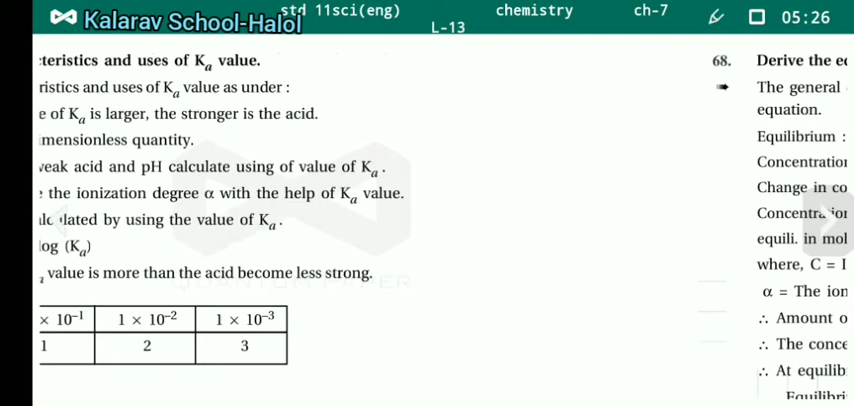 Kalarav School-Halol
std 11sci(eng) chemistry ch-7
L-13
05:26
teristics and uses of Ka value.
ristics and uses of Ka value as under :
e of Ka is larger, the stronger is the acid.
mensionless quantity.
weak acid and pH calculate using of value of Ka.
e the ionization degree α with the help of Ka value.
lated by using the value of Ka.
log (Ka)
a value is more than the acid become less strong.
× 10⁻¹ 1 × 10⁻² 1 × 10⁻³
1 2 3
68. Derive the e
The general
equation.
Equilibrium :
Concentration
Change in co
Concentration
equili. in mol
where, C = I
α = The ion
∴ Amount o
∴ The conce
∴ At equilib
Equilibri